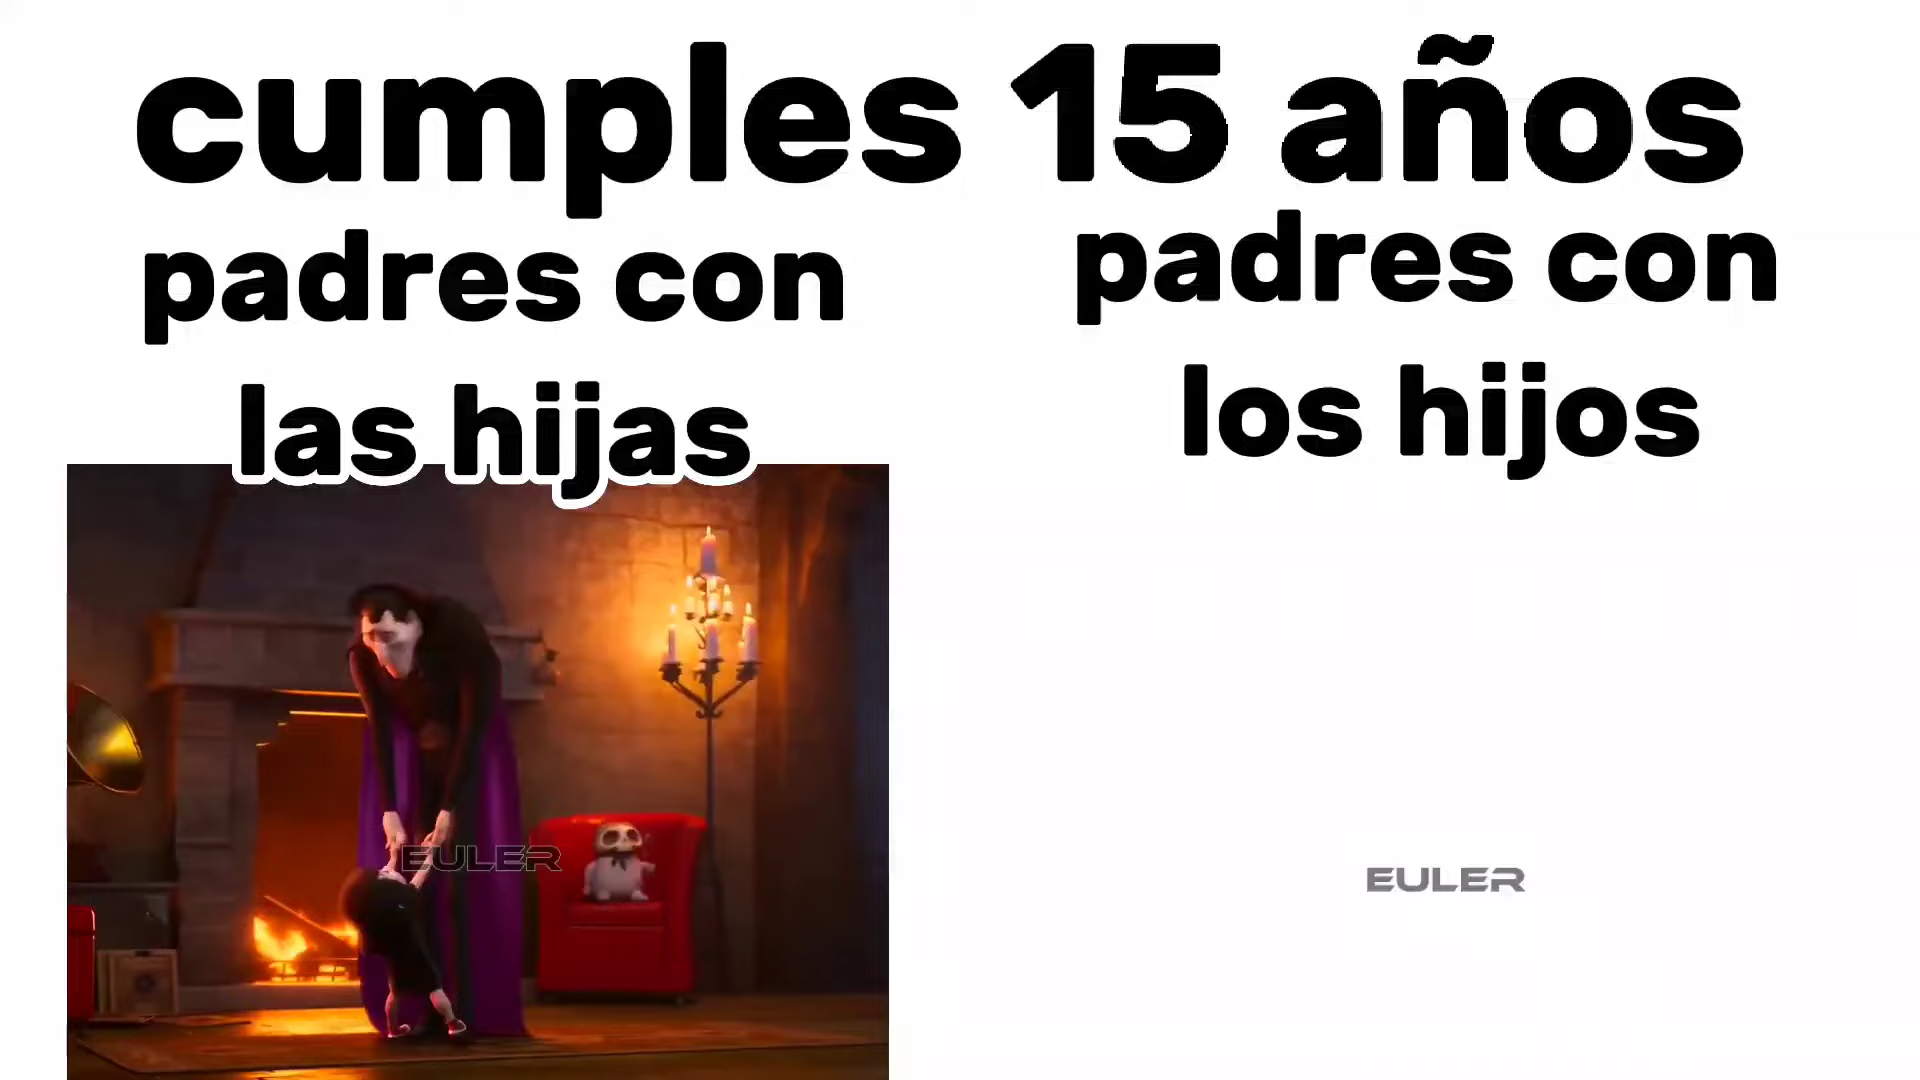 cumples 15 años
padres con
las hijas
padres con
los hijos
EULER
EULER